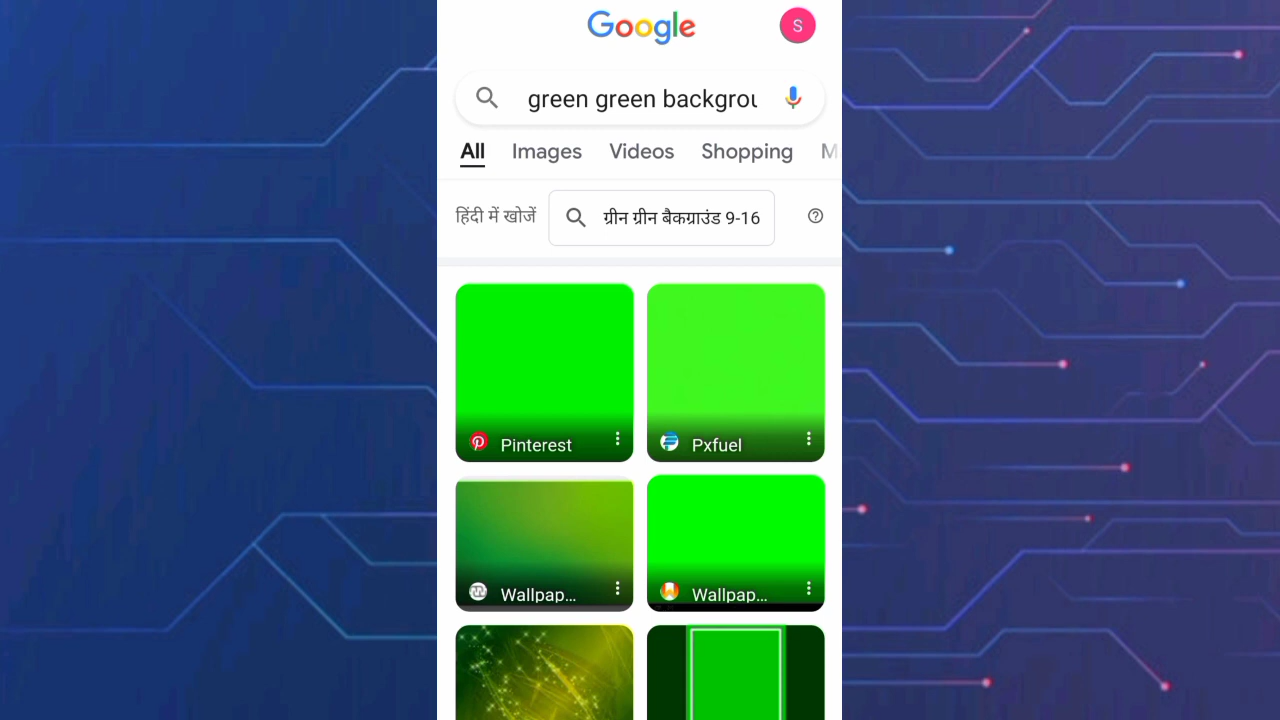 Google
S
green green backgrou
All Images Videos Shopping M
हिंदी में खोजें ग्रीन ग्रीन बैकग्राउंड 9-16
Pinterest Pxfuel
Wallpap... Wallpap...